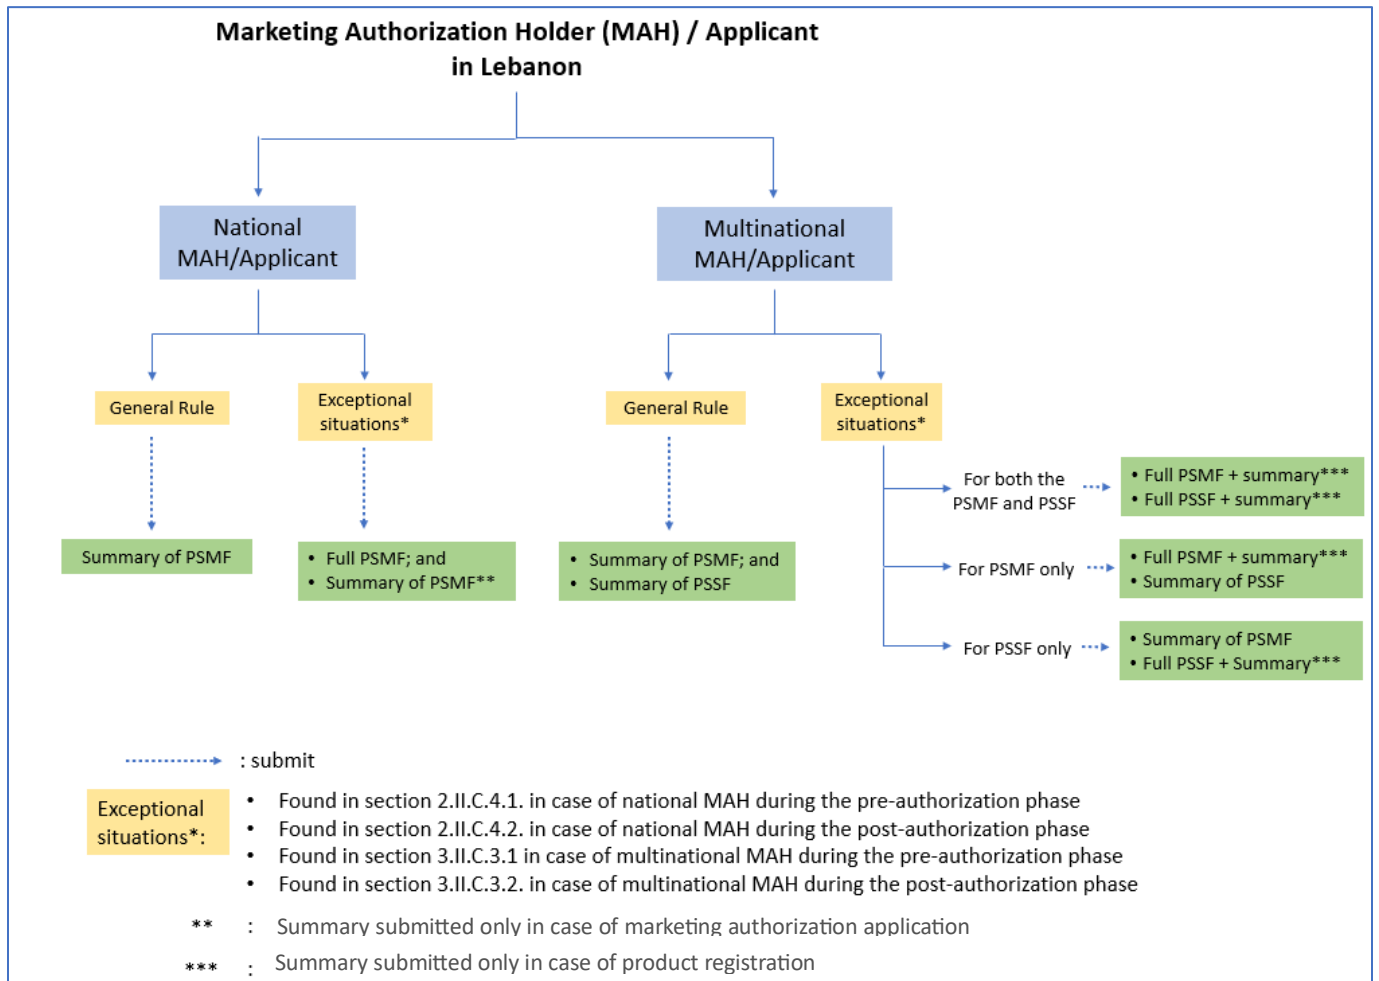 Marketing Authorization Holder (MAH) / Applicant
in Lebanon
National
MAH/Applicant
Multinational
MAH/Applicant
General Rule
Exceptional
situations*
General Rule
Exceptional
situations*
Summary of PSMF
• Full PSMF; and
• Summary of PSMF**
• Summary of PSMF; and
• Summary of PSSF
For both the
PSMF and PSSF
• Full PSMF + summary***
• Full PSSF + summary***
For PSMF only
• Full PSMF + summary***
• Summary of PSSF
For PSSF only
• Summary of PSMF
• Full PSSF + Summary***
: submit
Exceptional
situations*:
• Found in section 2.II.C.4.1. in case of national MAH during the pre-authorization phase
• Found in section 2.II.C.4.2. in case of national MAH during the post-authorization phase
• Found in section 3.II.C.3.1 in case of multinational MAH during the pre-authorization phase
• Found in section 3.II.C.3.2. in case of multinational MAH during the post-authorization phase
** : Summary submitted only in case of marketing authorization application
*** : Summary submitted only in case of product registration